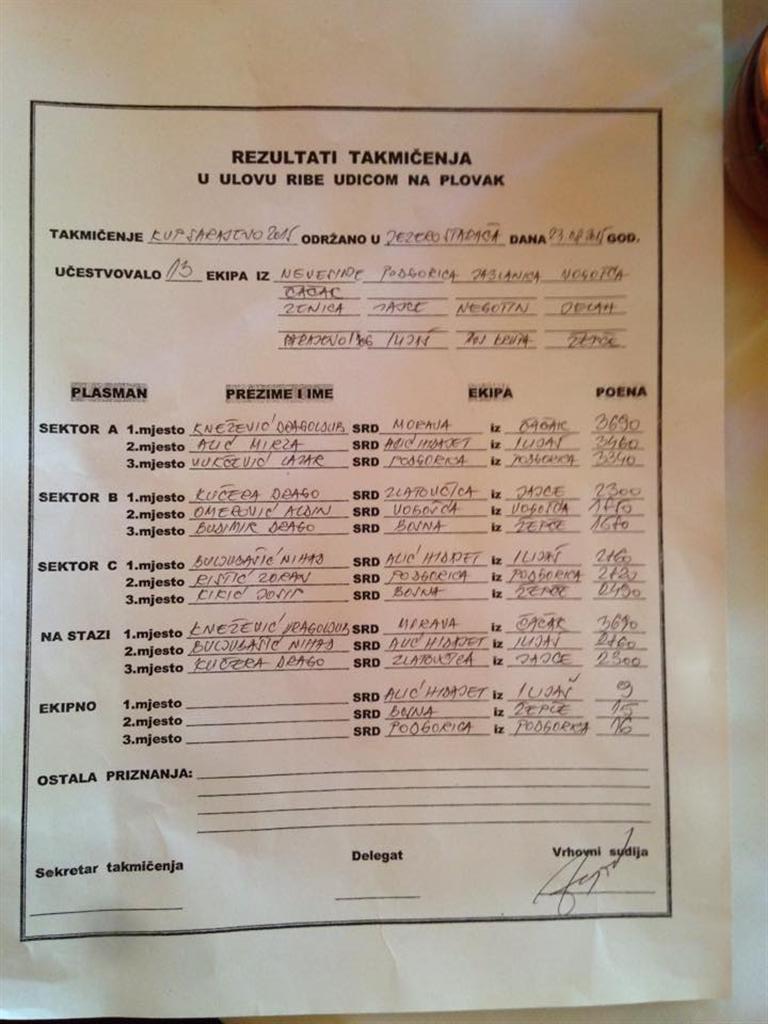 REZULTATI TAKMIČENJA
U ULOVU RIBE UDICOM NA PLOVAK
TAKMIČENJE KUP SARAJEVO 2015 ODRŽANO U JEZERO STARAČA DANA 23.08.2015 GOD.
UČESTVOVALO 13 EKIPA IZ NEVESINJE PODGORICA JABLANICA VOGOŠĆA
ČAČAK
ZENICA JAJCE NEGOTIN
SARAJEVO ILIJAŠ ŽEPČE
PLASMAN PREZIME I IME EKIPA POENA
SEKTOR A 1.mjesto KNEŽEVIĆ DRAGOLJUB SRD MORAVA iz ČAČAK 3690
2.mjesto ALIĆ MIRZA SRD ALIĆ HIDAJET iz ILIJAŠ 3460
3.mjesto VUKČEVIĆ LAZAR SRD PODGORICA iz PODGORICA 3340
SEKTOR B 1.mjesto KUČERA DRAGO SRD ZLATOVČICA iz JAJCE 2300
2.mjesto OMEROVIĆ ALDIN SRD VOGOŠĆA iz VOGOŠĆA
3.mjesto BUDIMIR DRAGO SRD BOSNA iz ŽEPČE
SEKTOR C 1.mjesto BULJUBAŠIĆ NIHAD SRD ALIĆ HIDAJET iz ILIJAŠ
2.mjesto RISTIĆ ZORAN SRD PODGORICA iz PODGORICA
3.mjesto KIKIĆ JOSIP SRD BOSNA iz ŽEPČE
NA STAZI 1.mjesto KNEŽEVIĆ DRAGOLJUB SRD MORAVA iz ČAČAK 3690
2.mjesto BULJUBAŠIĆ NIHAD SRD ALIĆ HIDAJET iz ILIJAŠ
3.mjesto KUČERA DRAGO SRD ZLATOVČICA iz JAJCE 2300
EKIPNO 1.mjesto SRD ALIĆ HIDAJET iz ILIJAŠ 9
2.mjesto SRD BOSNA iz ŽEPČE 15
3.mjesto SRD PODGORICA iz PODGORICA 16
OSTALA PRIZNANJA:
Sekretar takmičenja Delegat Vrhovni sudija